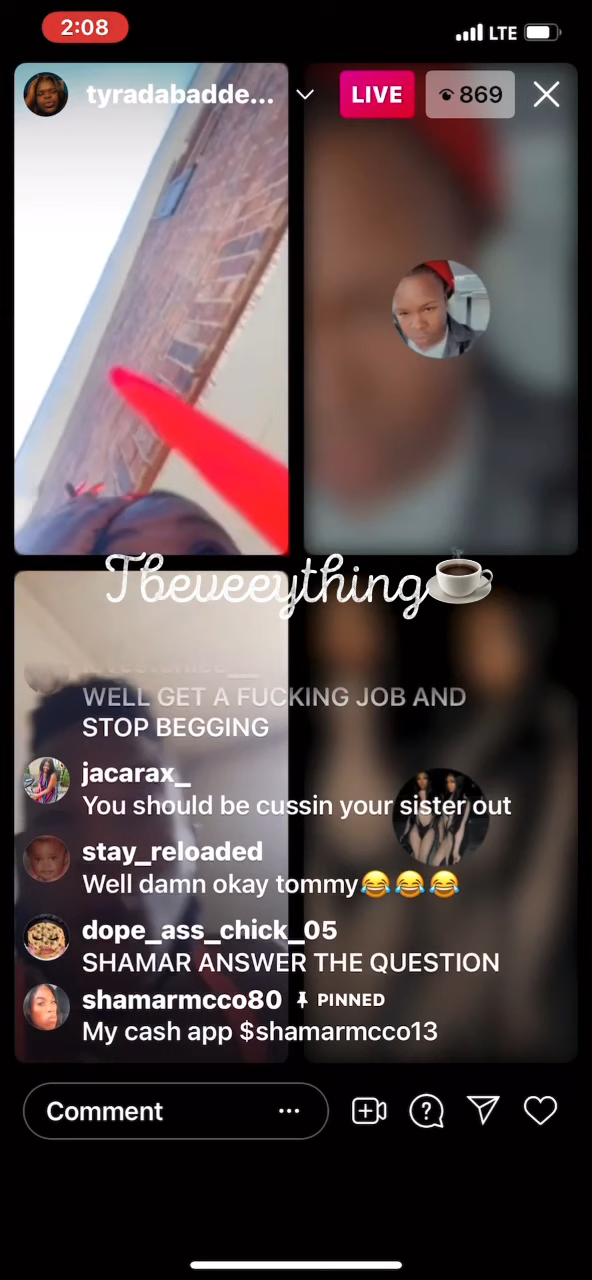 2:08
LTE
tyradabadde...
LIVE
869
Tbeveeything
WELL GET A FUCKING JOB AND
STOP BEGGING
jacarax_
You should be cussin your sister out
stay_reloaded
Well damn okay tommy😂😂😂
dope_ass_chick_05
SHAMAR ANSWER THE QUESTION
shamarmcco80 PINNED
My cash app $shamarmcco13
Comment ...